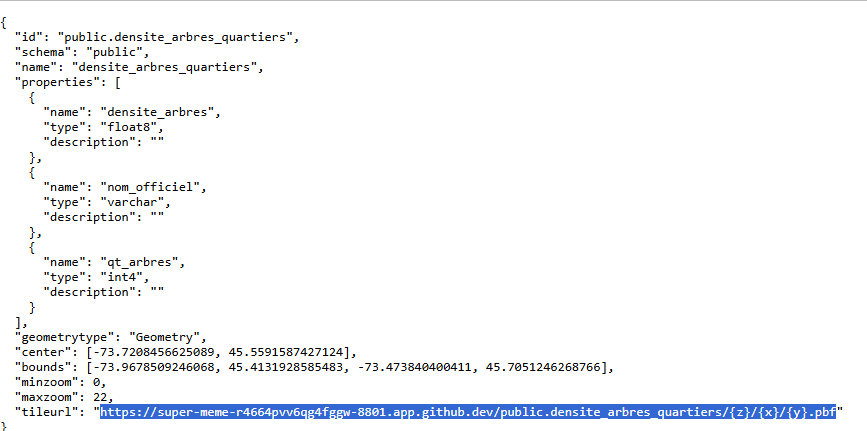 {
  "id": "public.densite_arbres_quartiers",
  "schema": "public",
  "name": "densite_arbres_quartiers",
  "properties": [
    {
      "name": "densite_arbres",
      "type": "float8",
      "description": ""
    },
    {
      "name": "nom_officiel",
      "type": "varchar",
      "description": ""
    },
    {
      "name": "qt_arbres",
      "type": "int4",
      "description": ""
    }
  ],
  "geometrytype": "Geometry",
  "center": [-73.7208456625089, 45.5591587427124],
  "bounds": [-73.9678509246068, 45.4131928585483, -73.473840400411, 45.7051246268766],
  "minzoom": 0,
  "maxzoom": 22,
  "tileurl": "https://super-meme-r4664pvv6qg4fggw-8801.app.github.dev/public.densite_arbres_quartiers/{z}/{x}/{y}.pbf"
}